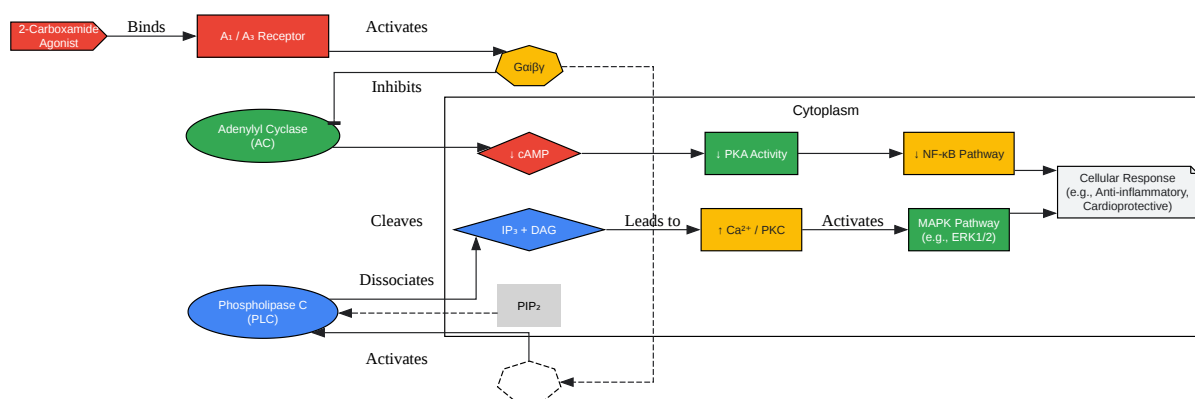 2-Carboxamide
Agonist
Binds
A₁ / A₃ Receptor
Activates
Gαiβγ
Inhibits
Cytoplasm
Adenylyl Cyclase
(AC)
↓ cAMP
↓ PKA Activity
↓ NF-κB Pathway
Cellular Response
(e.g., Anti-inflammatory,
Cardioprotective)
Cleaves
IP₃ + DAG
Leads to
↑ Ca²⁺ / PKC
Activates
MAPK Pathway
(e.g., ERK1/2)
Dissociates
Phospholipase C
(PLC)
PIP₂
Activates